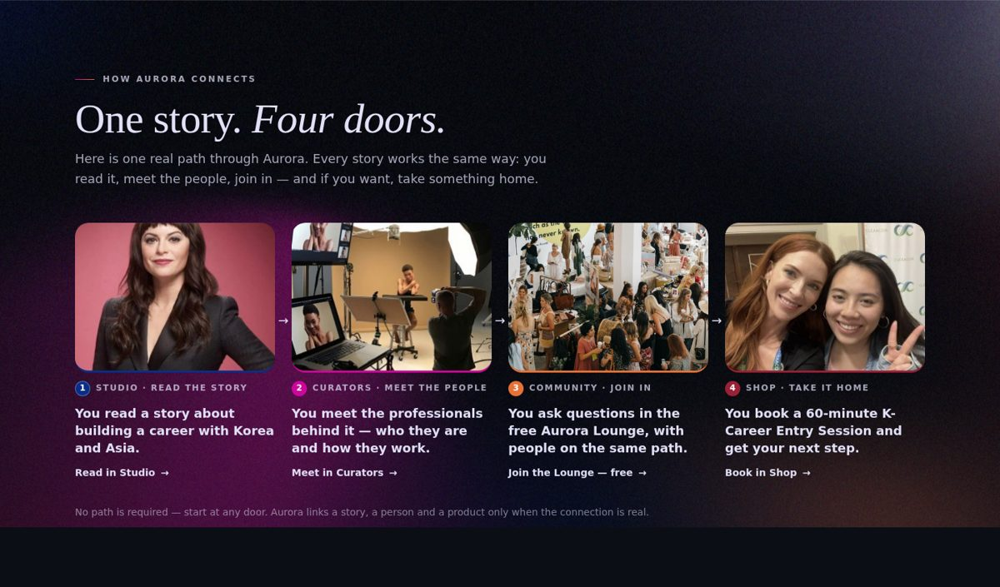 HOW AURORA CONNECTS
One story. Four doors.
Here is one real path through Aurora. Every story works the same way: you
read it, meet the people, join in — and if you want, take something home.
→
→
→
1 STUDIO · READ THE STORY
You read a story about
building a career with Korea
and Asia.
Read in Studio →
2 CURATORS · MEET THE PEOPLE
You meet the professionals
behind it — who they are
and how they work.
Meet in Curators →
never known.
3 COMMUNITY · JOIN IN
You ask questions in the
free Aurora Lounge, with
people on the same path.
Join the Lounge — free →
4 SHOP · TAKE IT HOME
You book a 60-minute K-
Career Entry Session and
get your next step.
Book in Shop →
No path is required — start at any door. Aurora links a story, a person and a product only when the connection is real.